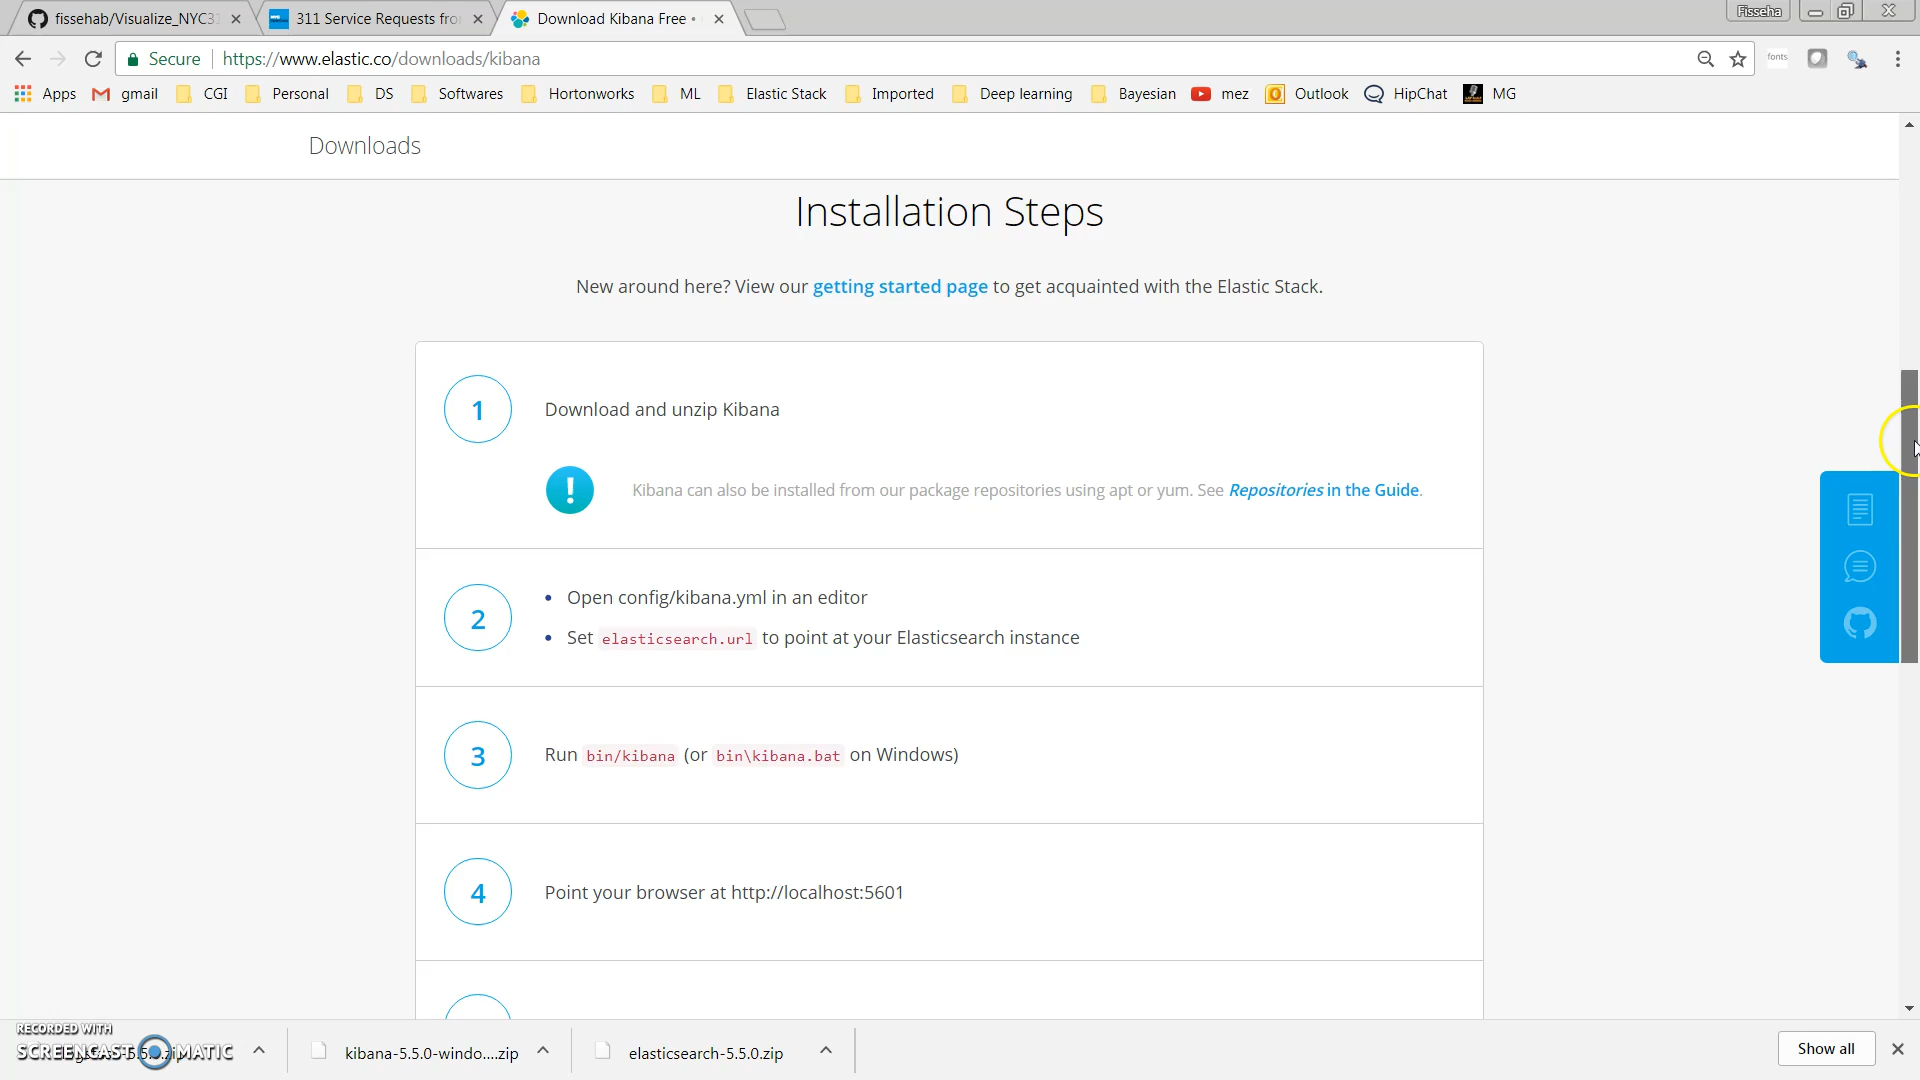 fissehab/Visualize_NYC31
311 Service Requests fro
Download Kibana Free •
Fisseha
Secure
https://www.elastic.co/downloads/kibana
fonts
Apps
gmail
CGI
Personal
DS
Softwares
Hortonworks
ML
Elastic Stack
Imported
Deep learning
Bayesian
mez
Outlook
HipChat
MG
Downloads
Installation Steps
New around here? View our getting started page to get acquainted with the Elastic Stack.
1
Download and unzip Kibana
!
Kibana can also be installed from our package repositories using apt or yum. See Repositories in the Guide.
2
• Open config/kibana.yml in an editor
• Set elasticsearch.url to point at your Elasticsearch instance
3
Run bin/kibana (or bin\kibana.bat on Windows)
4
Point your browser at http://localhost:5601
RECORDED WITH
SCREENCAST-O-MATIC
kibana-5.5.0-windo....zip
elasticsearch-5.5.0.zip
Show all